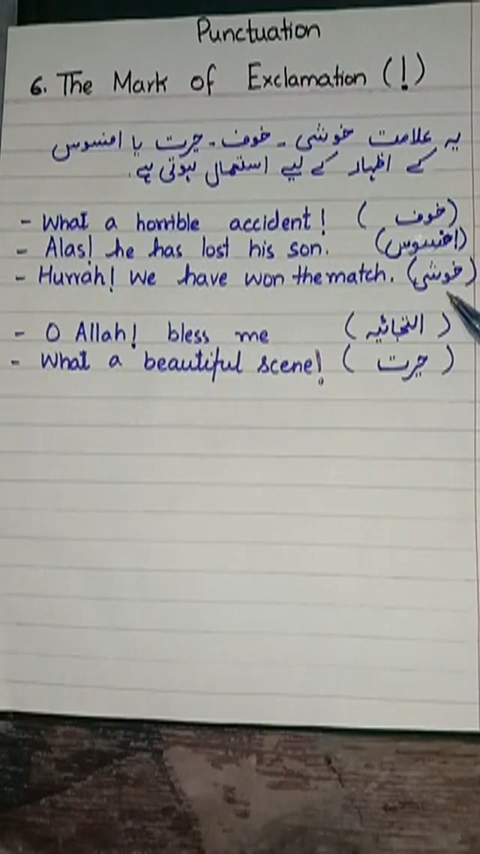 Punctuation
6. The Mark of Exclamation (!)
یہ علامت خوشی - خوف - حیرت یا افسوس
کے اظہار کے لیے استعمال ہوتی ہے.
- What a horrible accident! (خوف)
- Alas! he has lost his son. (افسوس)
- Hurrah! We have won the match. (خوشی)
- O Allah! bless me (التجائیہ)
- What a beautiful scene! (حیرت)